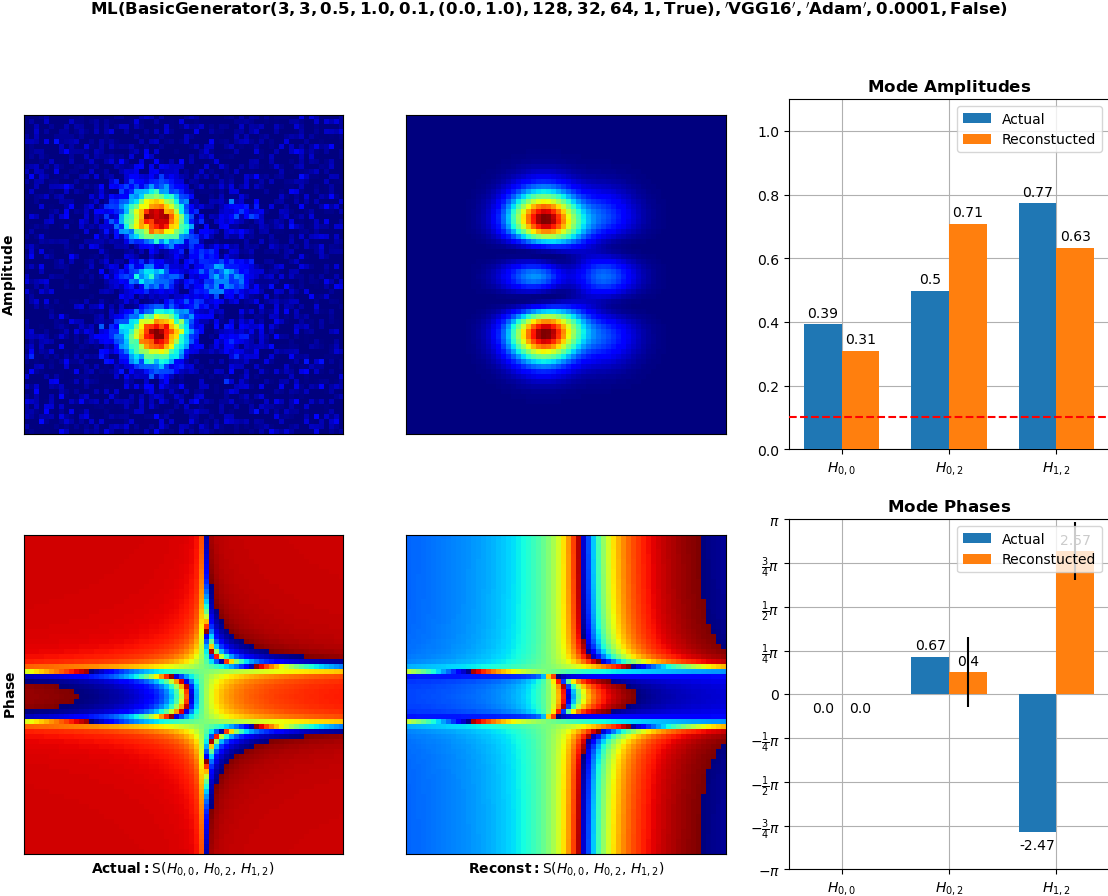 ML(BasicGenerator(3, 3, 0.5, 1.0, 0.1, (0.0, 1.0), 128, 32, 64, 1, True), ′VGG16′, ′Adam′, 0.0001, False)
Amplitude
Mode Amplitudes
Actual
Reconstucted
1.0
0.8
0.6
0.4
0.2
0.0
0.39
0.31
0.5
0.71
0.77
0.63
H0,0
H0,2
H1,2
Phase
Actual: S(H0,0, H0,2, H1,2)
Reconst: S(H0,0, H0,2, H1,2)
Mode Phases
Actual
Reconstucted
π
3/4π
1/2π
1/4π
0
−1/4π
−1/2π
−3/4π
−π
0.0
0.0
0.67
0.4
-2.47
2.57
H0,0
H0,2
H1,2